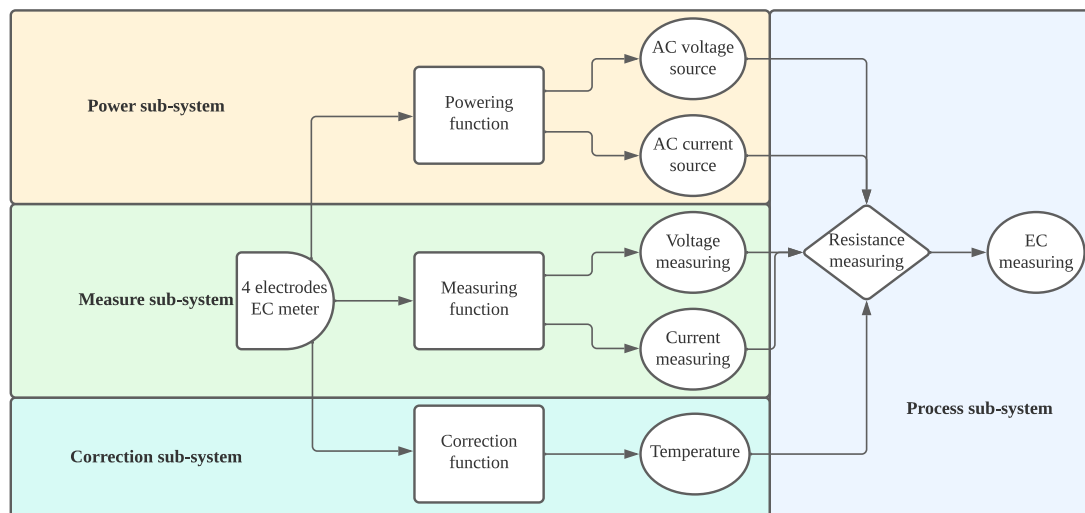 Power sub-system
Powering
function
AC voltage
source
AC current
source
Measure sub-system
4 electrodes
EC meter
Measuring
function
Voltage
measuring
Current
measuring
Resistance
measuring
EC
measuring
Process sub-system
Correction sub-system
Correction
function
Temperature